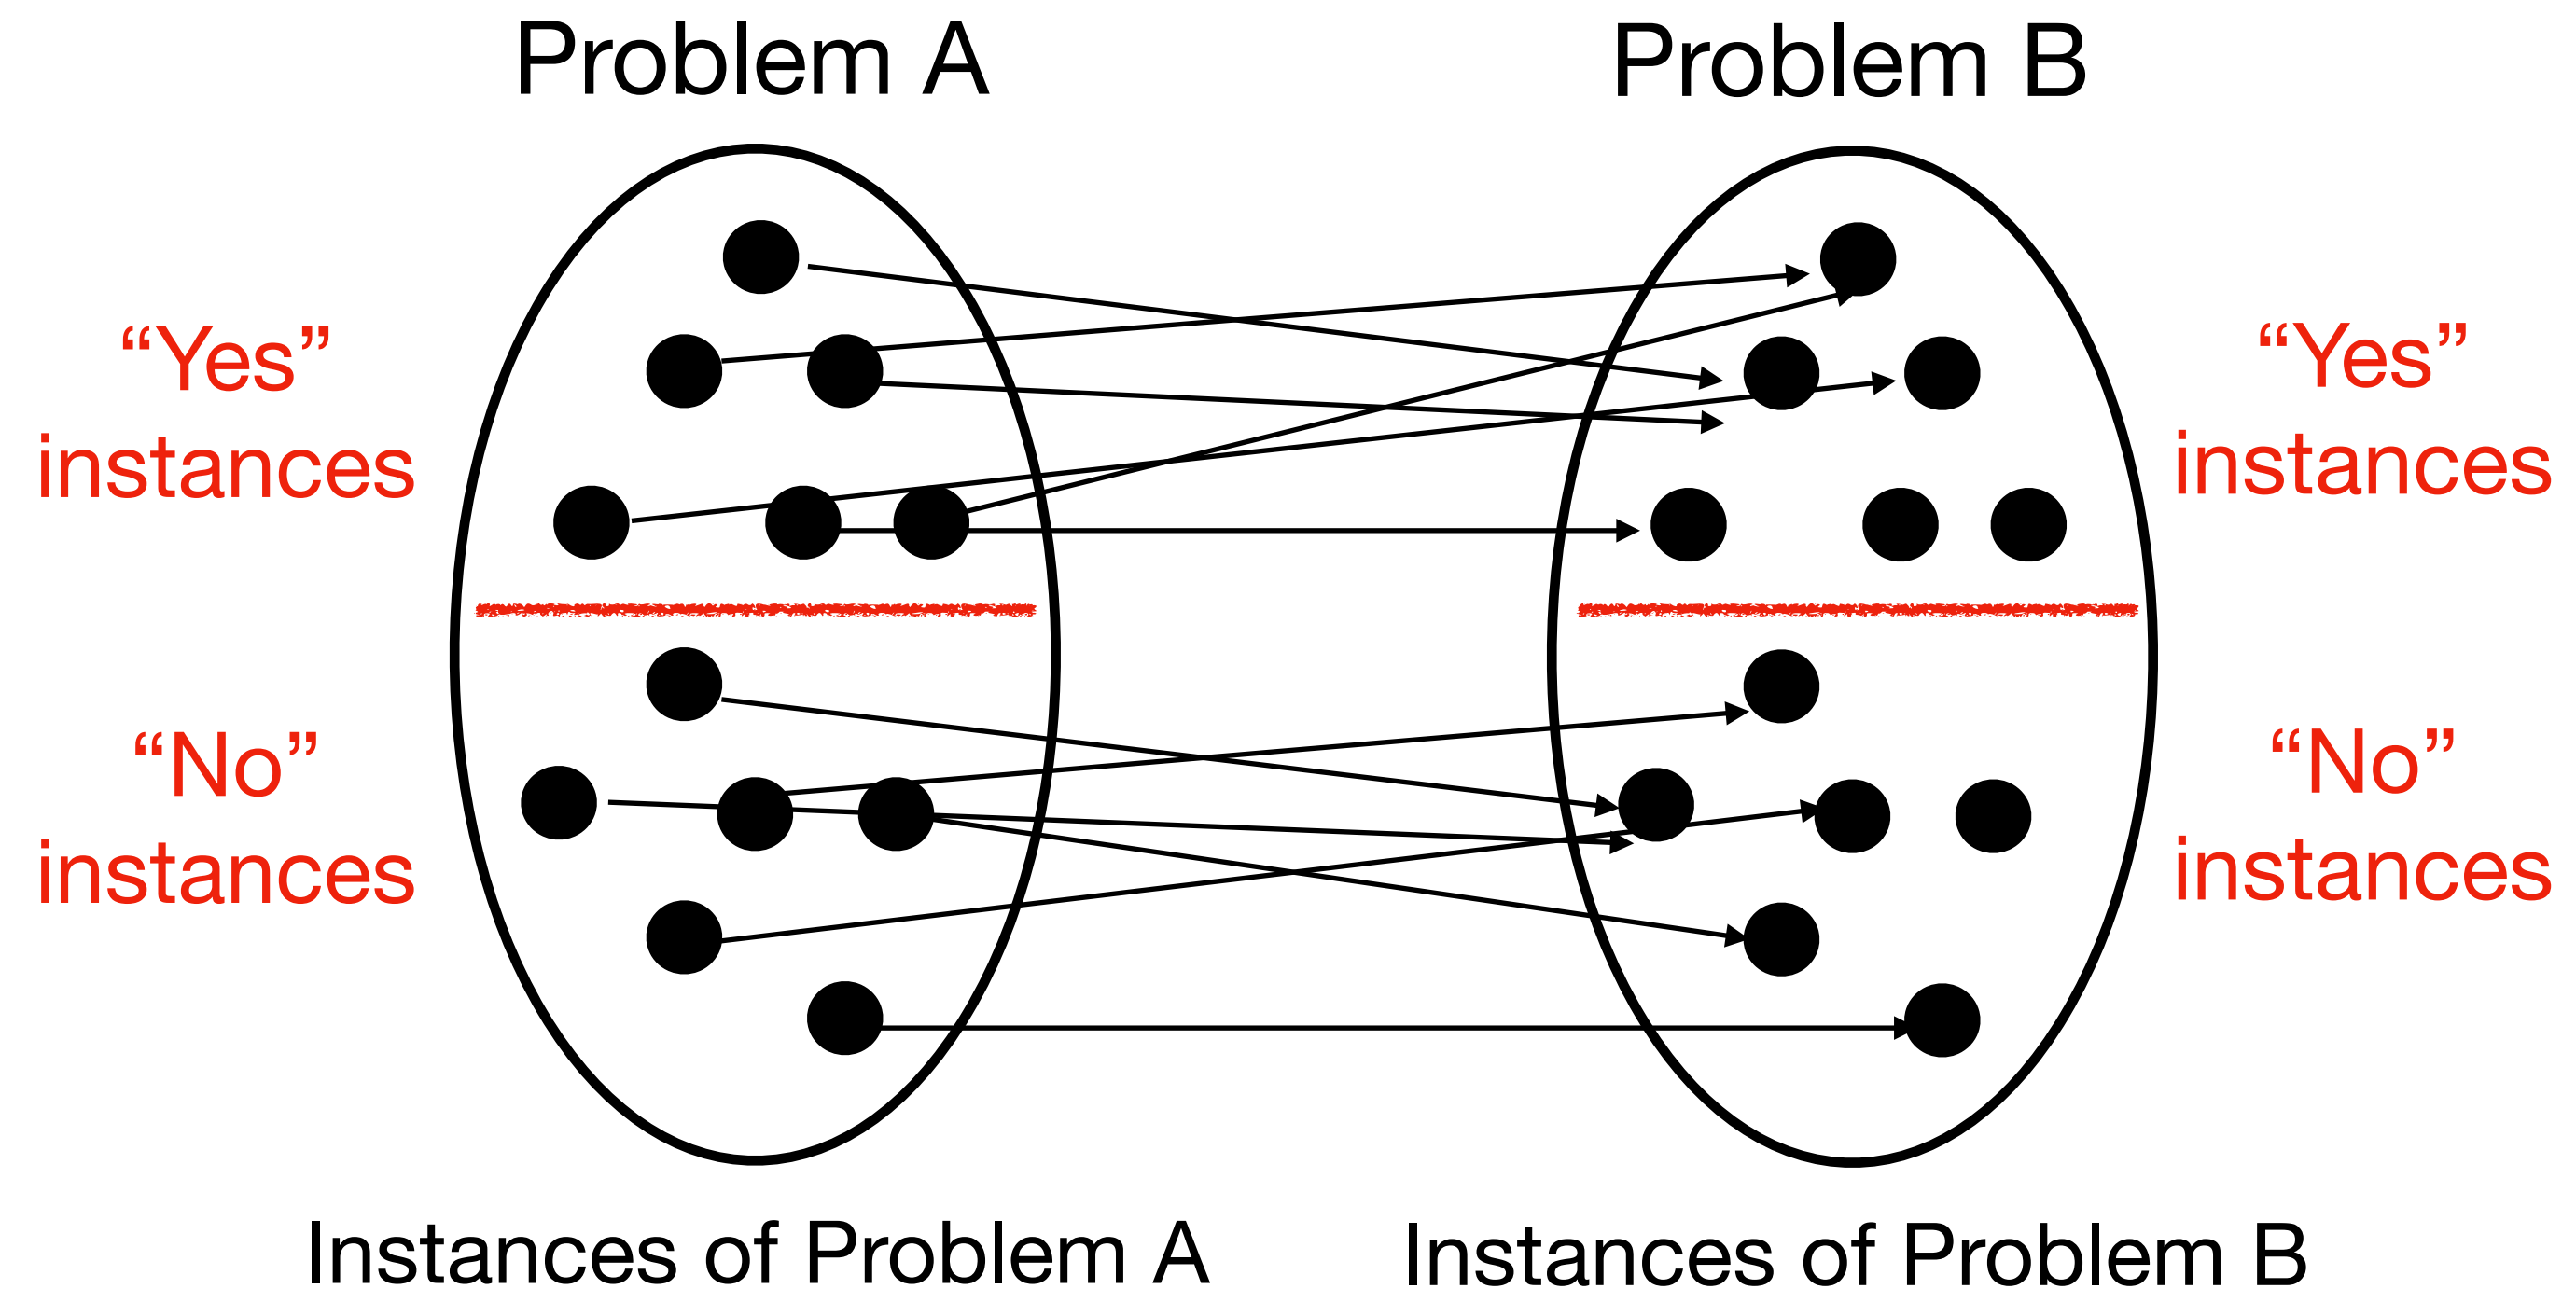 Problem A
Problem B
“Yes”
instances
“Yes”
instances
“No”
instances
“No”
instances
Instances of Problem A
Instances of Problem B